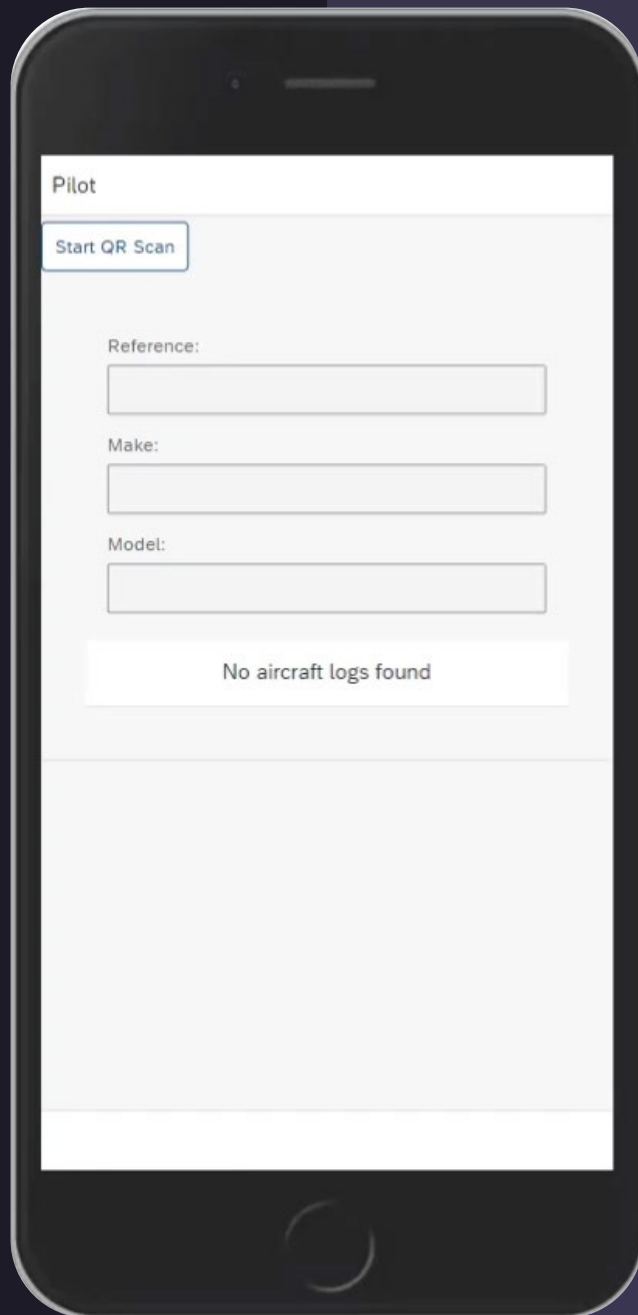 Pilot
Start QR Scan
Reference:
Make:
Model:
No aircraft logs found